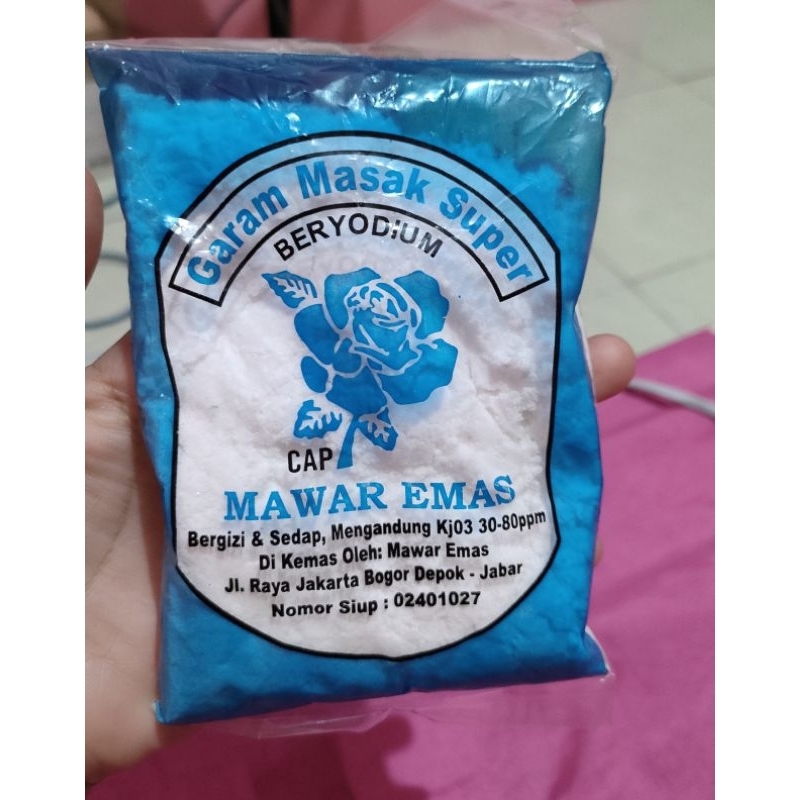 Garam Masak Super
BERYODIUM
CAP
MAWAR EMAS
Bergizi & Sedap, Mengandung Kj03 30-80ppm
Di Kemas Oleh: Mawar Emas
Jl. Raya Jakarta Bogor Depok - Jabar
Nomor Siup : 02401027